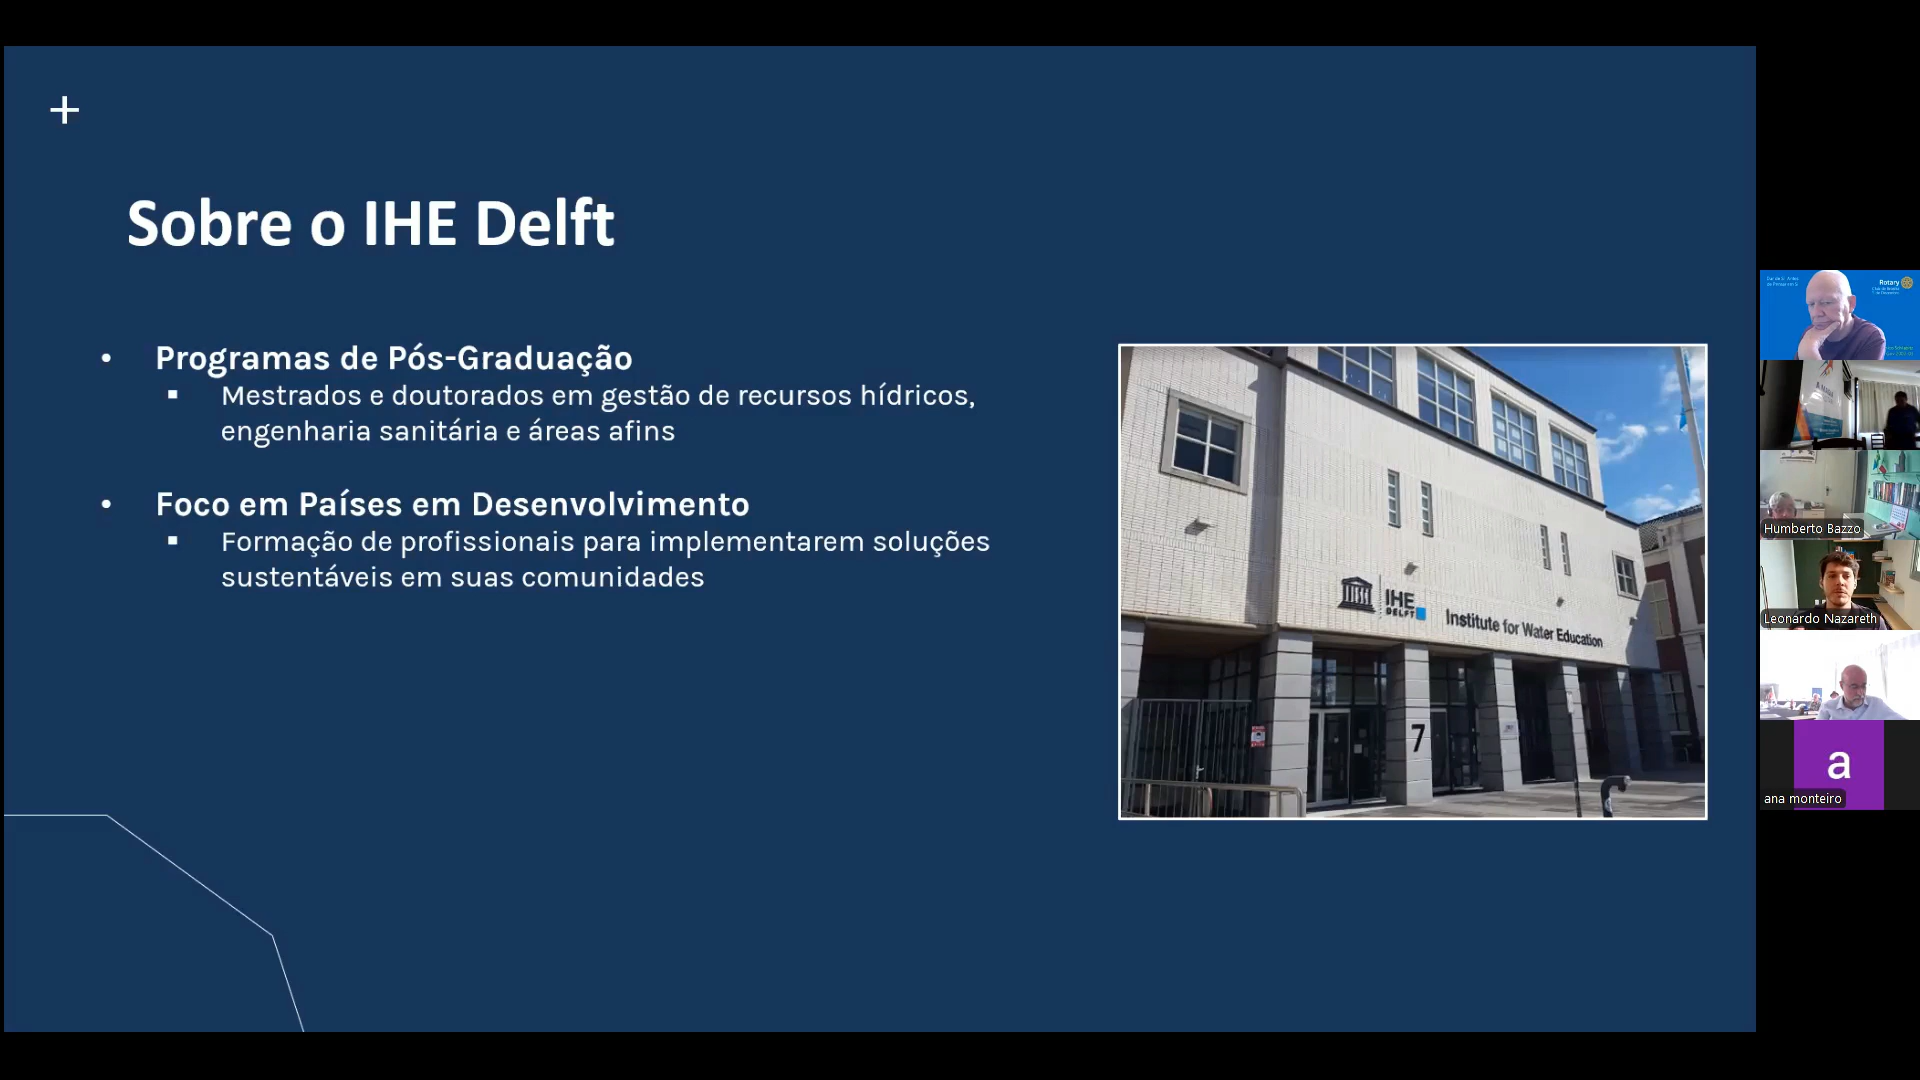 +
Sobre o IHE Delft
• Programas de Pós-Graduação
▪ Mestrados e doutorados em gestão de recursos hídricos,
engenharia sanitária e áreas afins
• Foco em Países em Desenvolvimento
▪ Formação de profissionais para implementarem soluções
sustentáveis em suas comunidades
IHE
DELFT
Institute for Water Education
7
Rotary
Humberto Bazzo
Leonardo Nazareth
a
ana monteiro